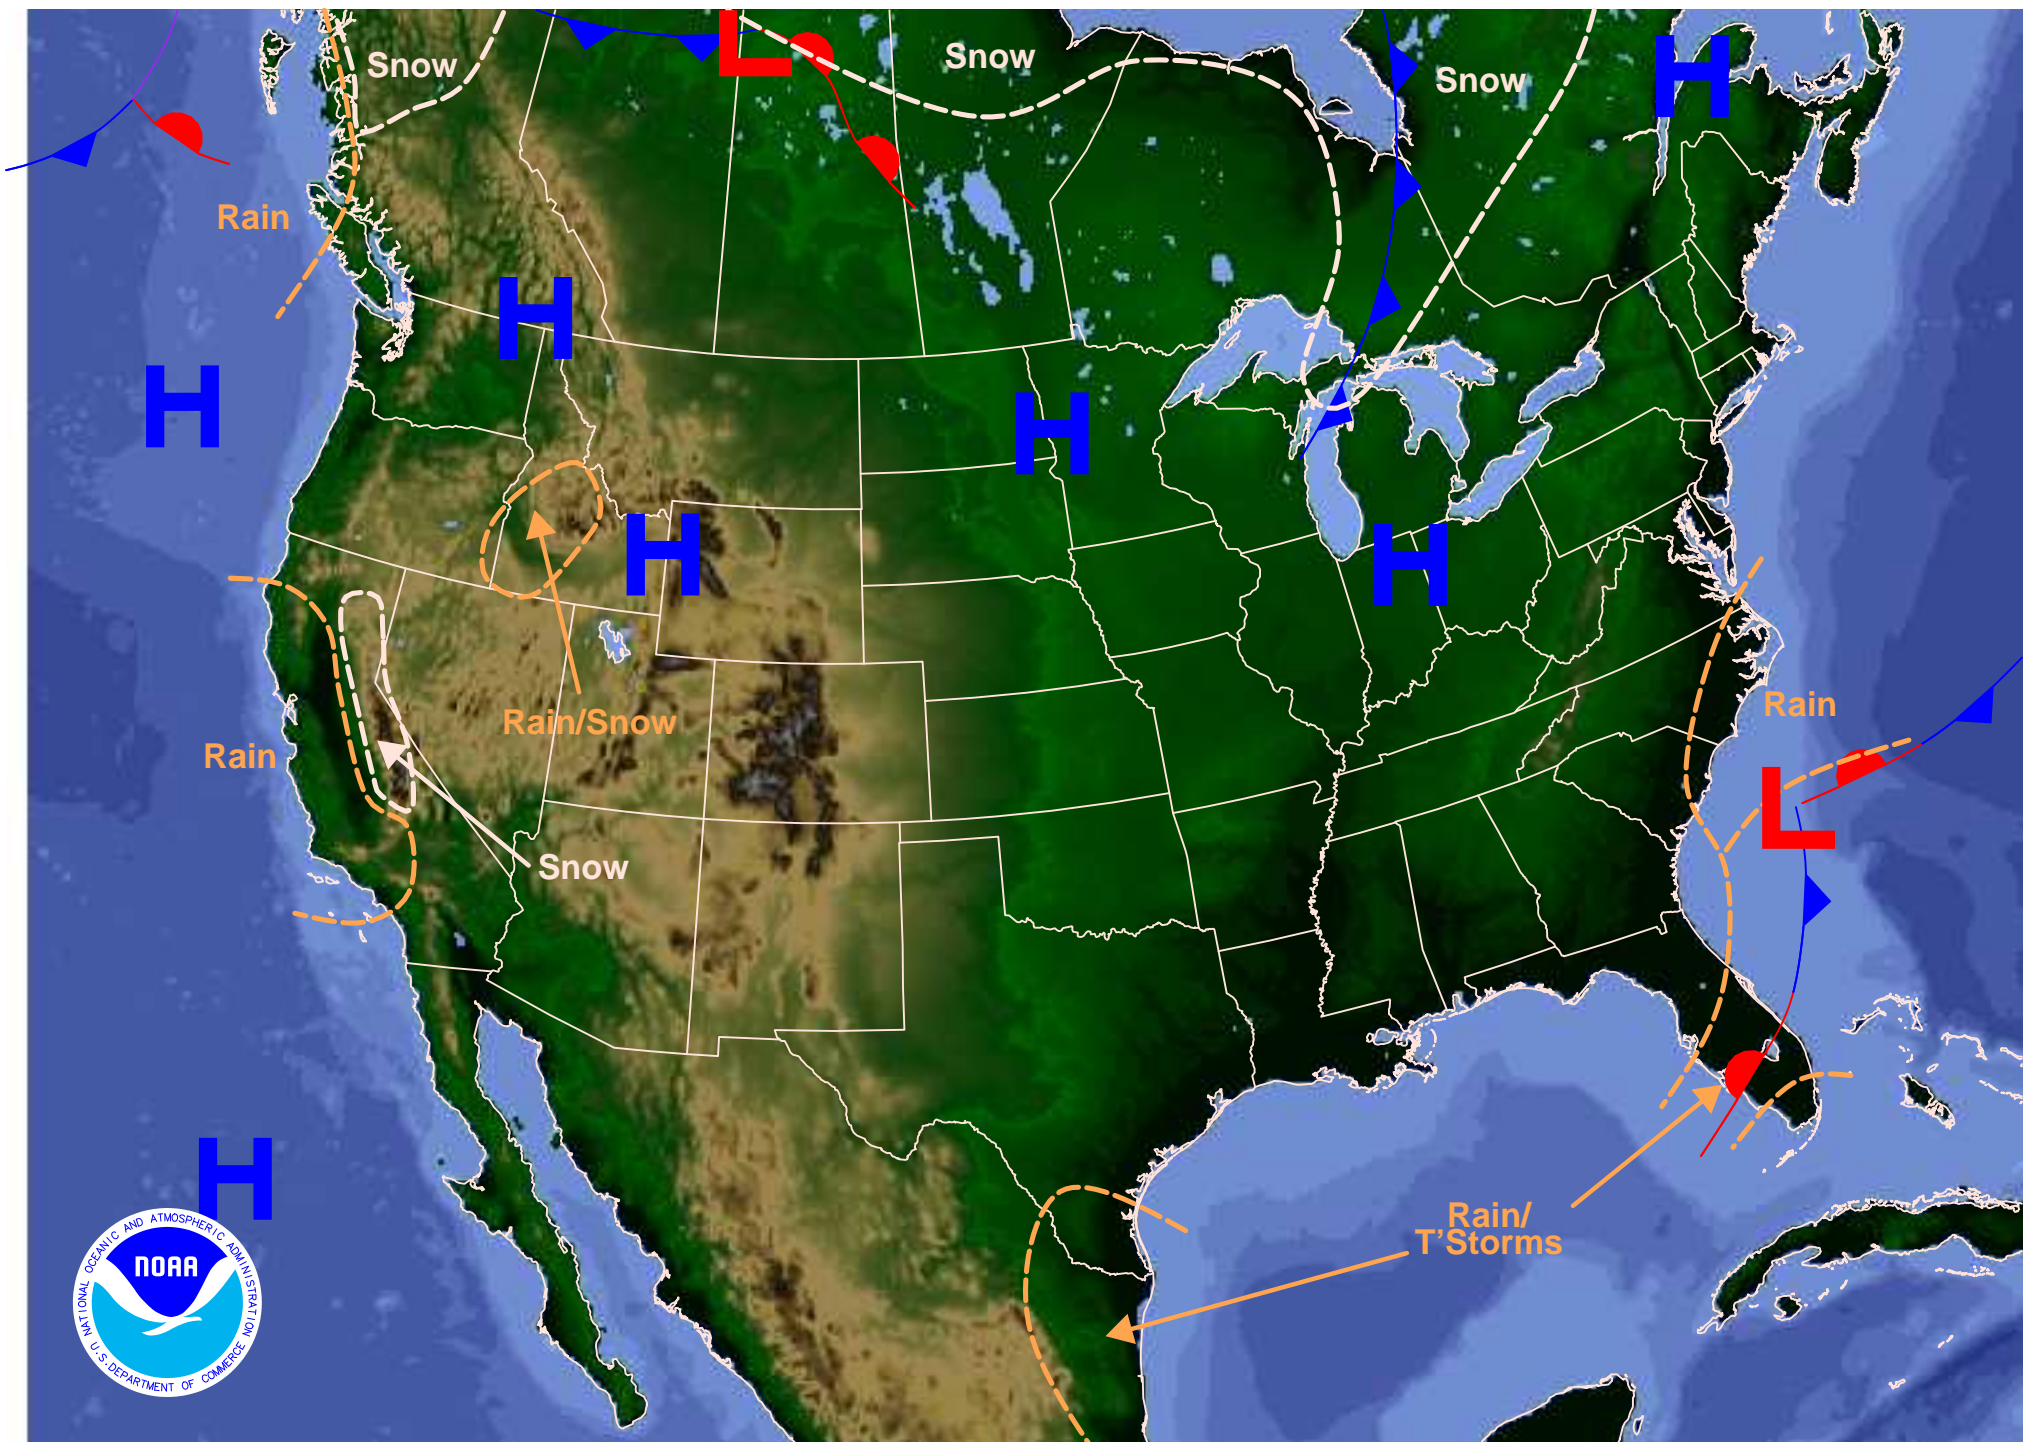 L
Snow
Snow
Snow
H
Rain
H
H
H
H
H
Rain/Snow
Rain
Rain
L
Snow
H
Rain/
T'Storms
NATIONAL OCEANIC AND ATMOSPHERIC ADMINISTRATION
NOAA
U.S. DEPARTMENT OF COMMERCE